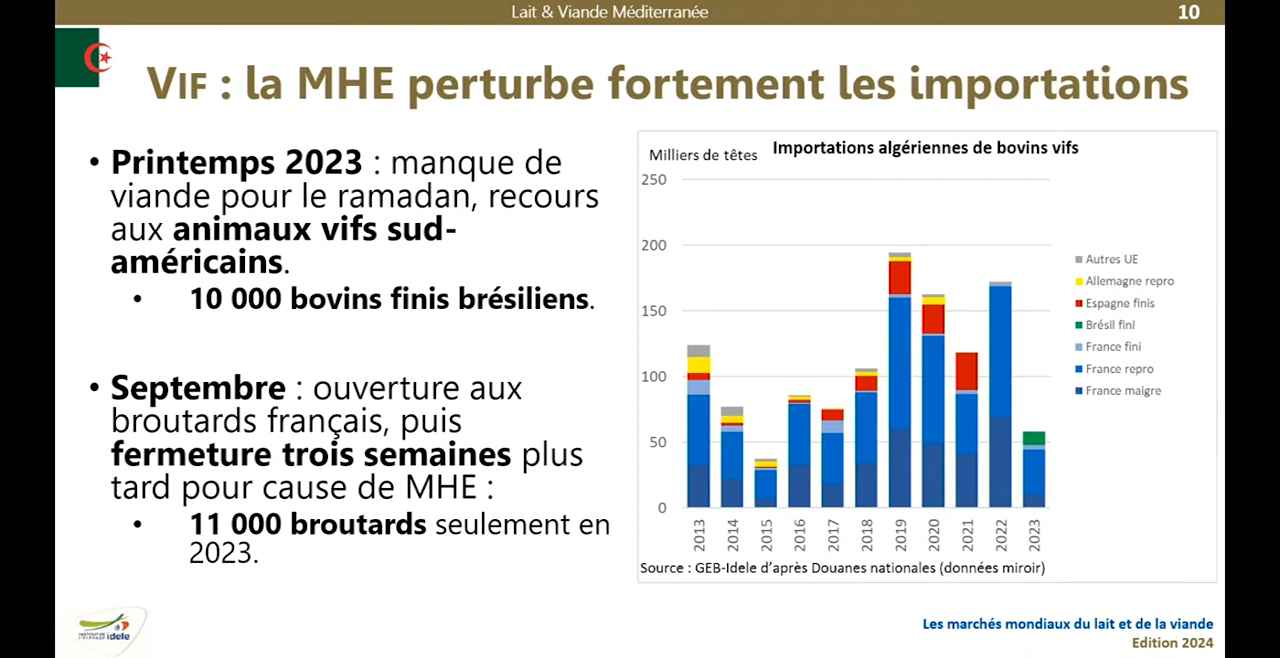 Lait & Viande Méditerranée
10
VIF : la MHE perturbe fortement les importations
• Printemps 2023 : manque de
viande pour le ramadan, recours
aux animaux vifs sud-
américains.
• 10 000 bovins finis brésiliens.
• Septembre : ouverture aux
broutards français, puis
fermeture trois semaines plus
tard pour cause de MHE :
• 11 000 broutards seulement en
2023.
Milliers de têtes
Importations algériennes de bovins vifs
250
200
150
100
50
0
2013
2014
2015
2016
2017
2018
2019
2020
2021
2022
2023
Autres UE
Allemagne repro
Espagne finis
Brésil fini
France fini
France repro
France maigre
Source : GEB-Idele d'après Douanes nationales (données miroir)
idele
Les marchés mondiaux du lait et de la viande
Edition 2024